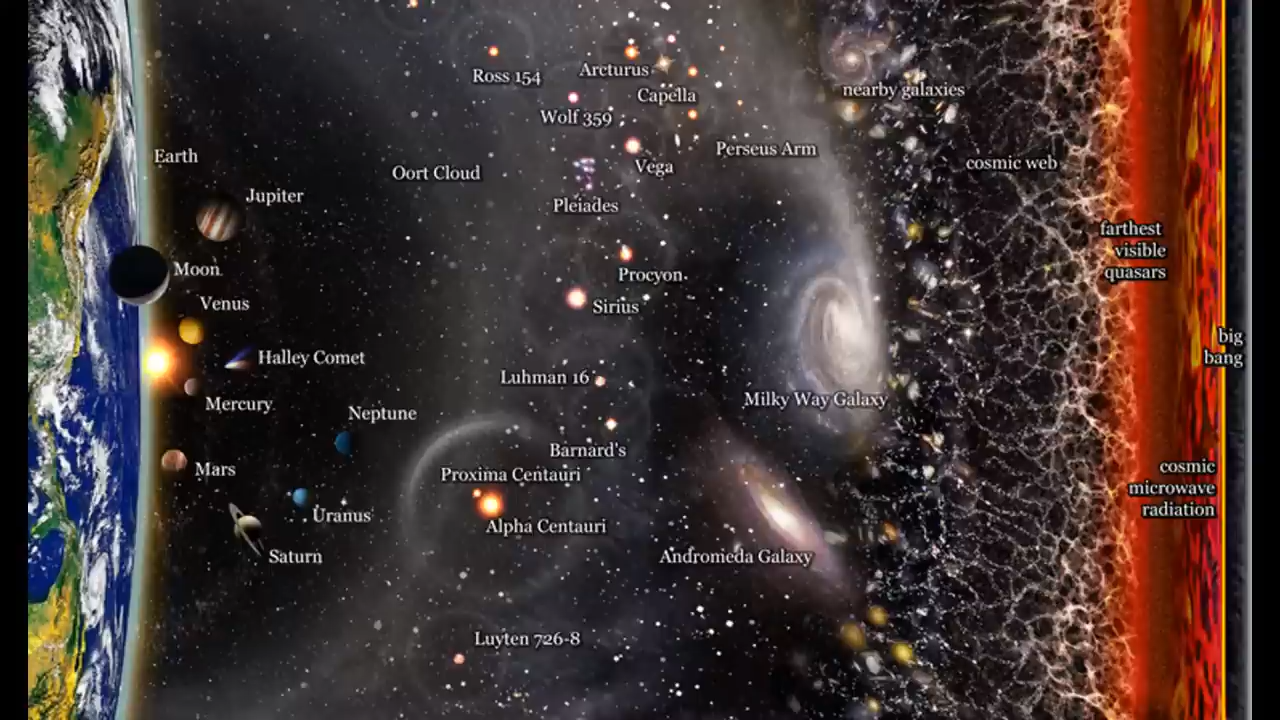 Ross 154
Arcturus
Capella
nearby galaxies
Wolf 359
Earth
Oort Cloud
Vega
Perseus Arm
cosmic web
Jupiter
Pleiades
farthest
visible
quasars
Moon
Procyon
Venus
Sirius
big
bang
Halley Comet
Luhman 16
Mercury
Neptune
Milky Way Galaxy
Barnard's
Mars
Proxima Centauri
cosmic
microwave
radiation
Uranus
Alpha Centauri
Saturn
Andromeda Galaxy
Luyten 726-8